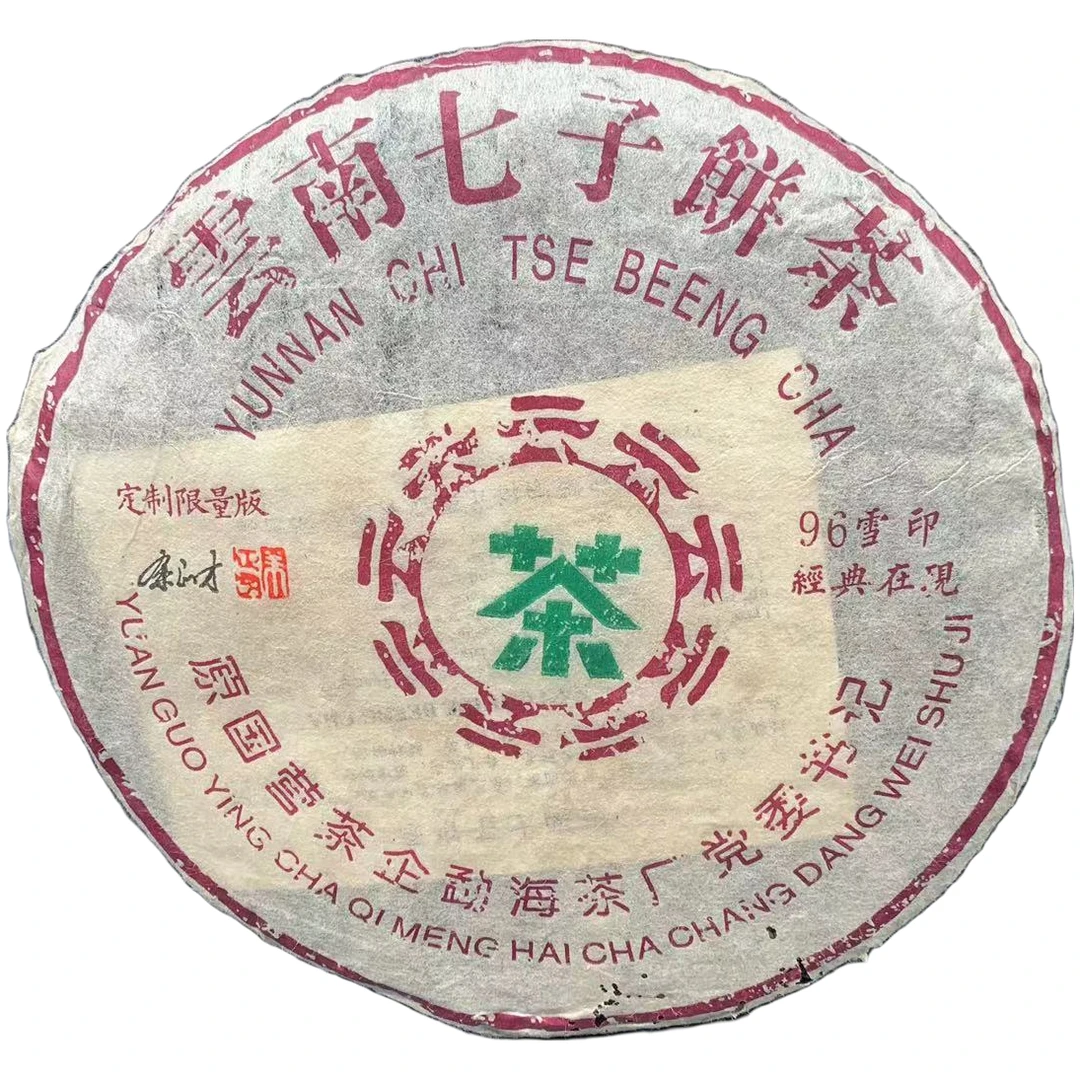 雲南七子餅茶
YUNNAN CHI TSE BEENG CHA
定制限量版
96雪印
經典在現
茶
原国营茶企勐海茶厂党委书记
YUAN GUO YING CHA QI MENG HAI CHA CHANG DANG WEI SHU JI